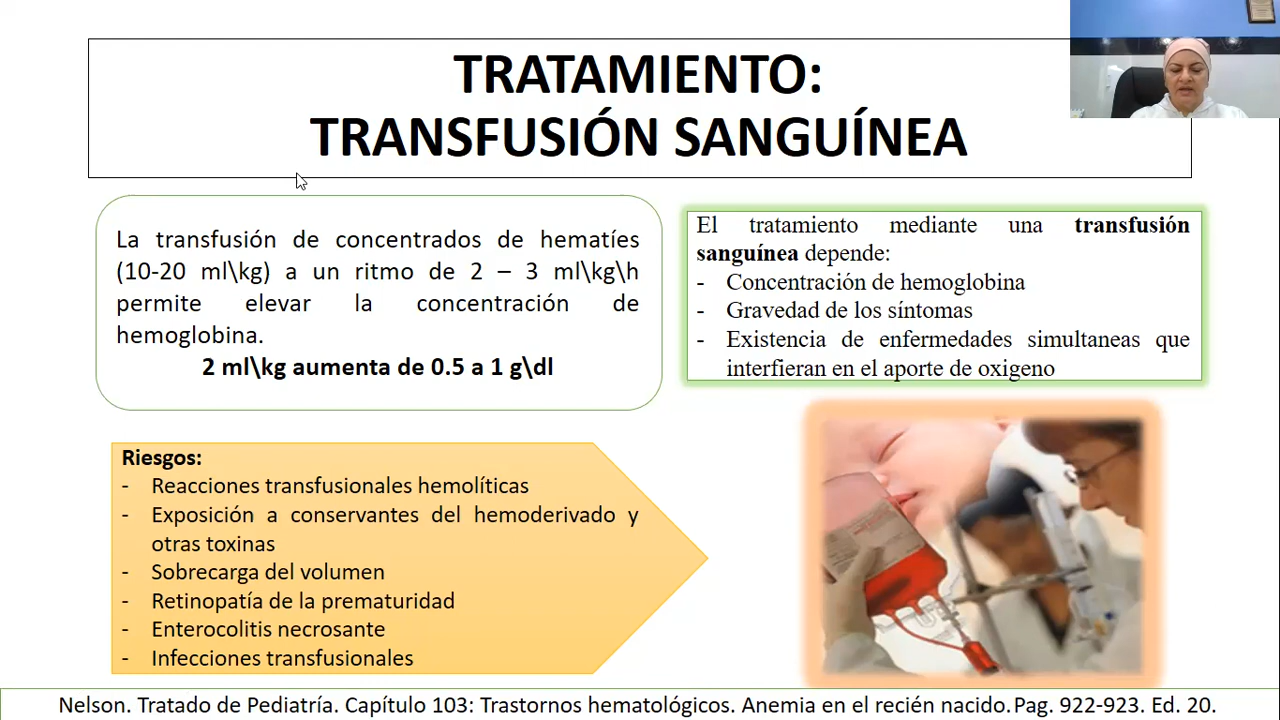 TRATAMIENTO:
TRANSFUSIÓN SANGUÍNEA
La transfusión de concentrados de hematíes
(10-20 ml\kg) a un ritmo de 2 – 3 ml\kg\h
permite elevar la concentración de
hemoglobina.
2 ml\kg aumenta de 0.5 a 1 g\dl
El tratamiento mediante una transfusión
sanguínea depende:
- Concentración de hemoglobina
- Gravedad de los síntomas
- Existencia de enfermedades simultaneas que
interfieran en el aporte de oxigeno
Riesgos:
- Reacciones transfusionales hemolíticas
- Exposición a conservantes del hemoderivado y
otras toxinas
- Sobrecarga del volumen
- Retinopatía de la prematuridad
- Enterocolitis necrosante
- Infecciones transfusionales
Nelson. Tratado de Pediatría. Capítulo 103: Trastornos hematológicos. Anemia en el recién nacido. Pag. 922-923. Ed. 20.